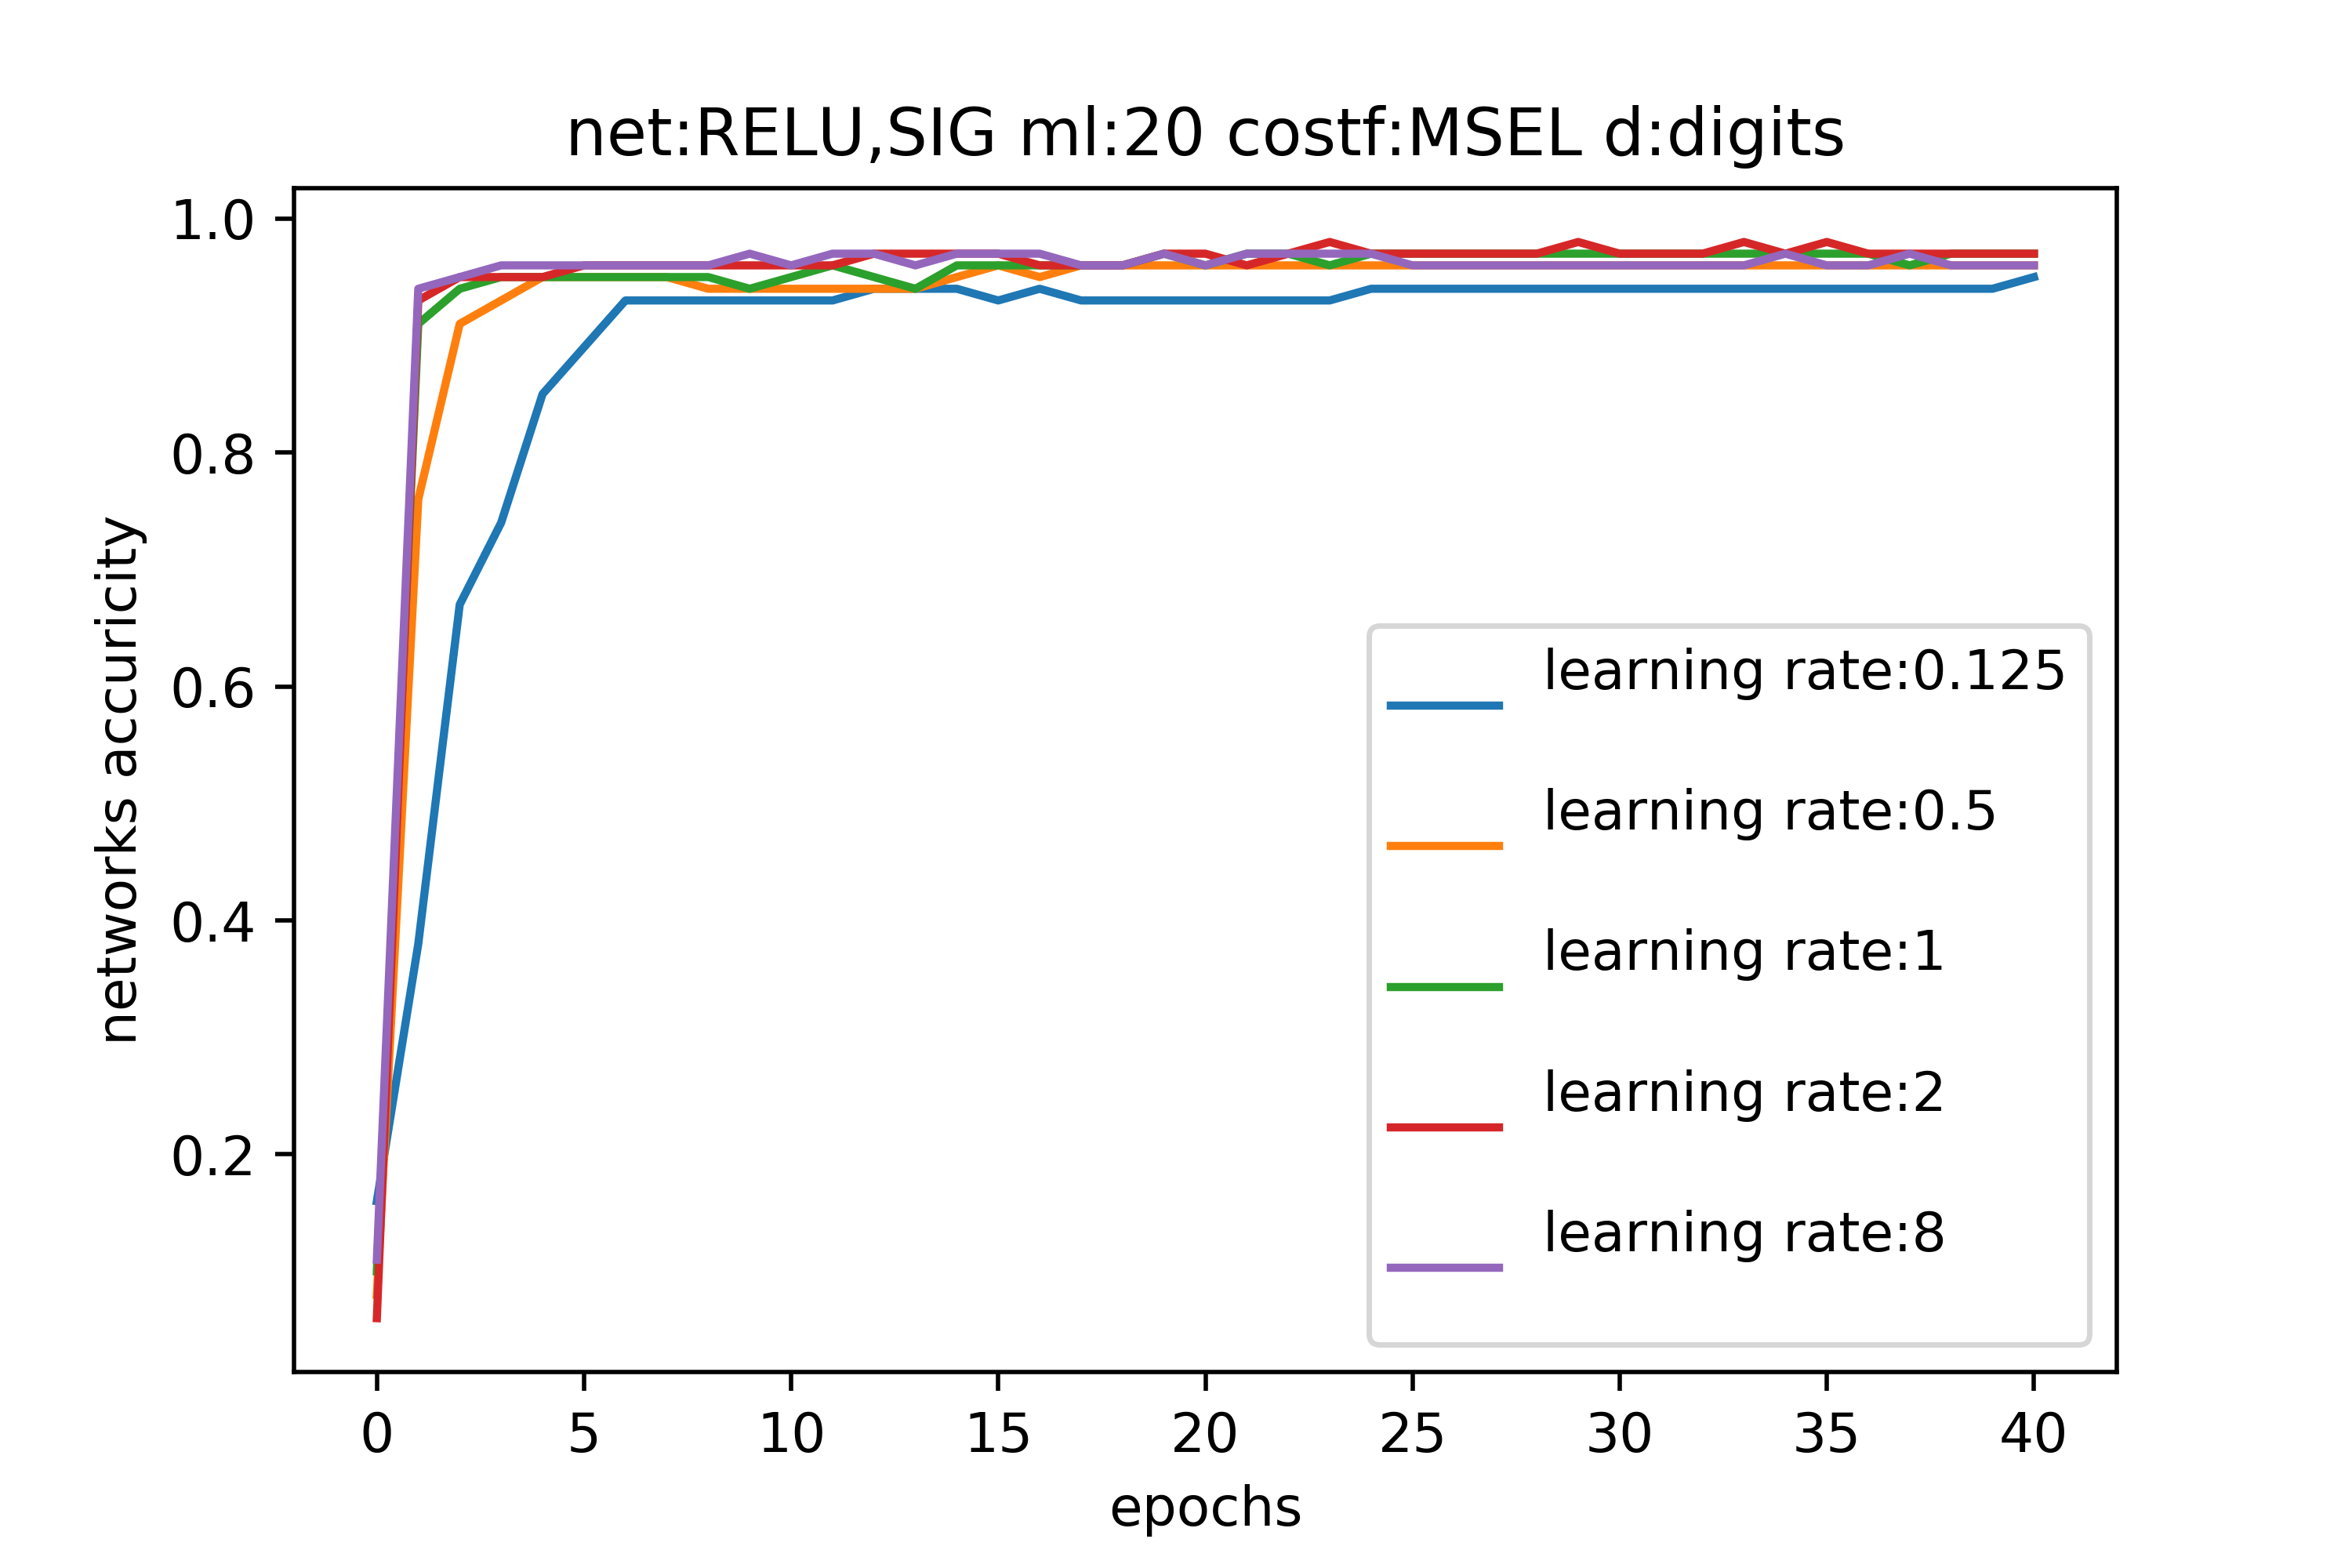 net:RELU,SIG ml:20 costf:MSEL d:digits
1.0
0.8
0.6
0.4
0.2
networks accuricity
learning rate:0.125
learning rate:0.5
learning rate:1
learning rate:2
learning rate:8
0 5 10 15 20 25 30 35 40
epochs